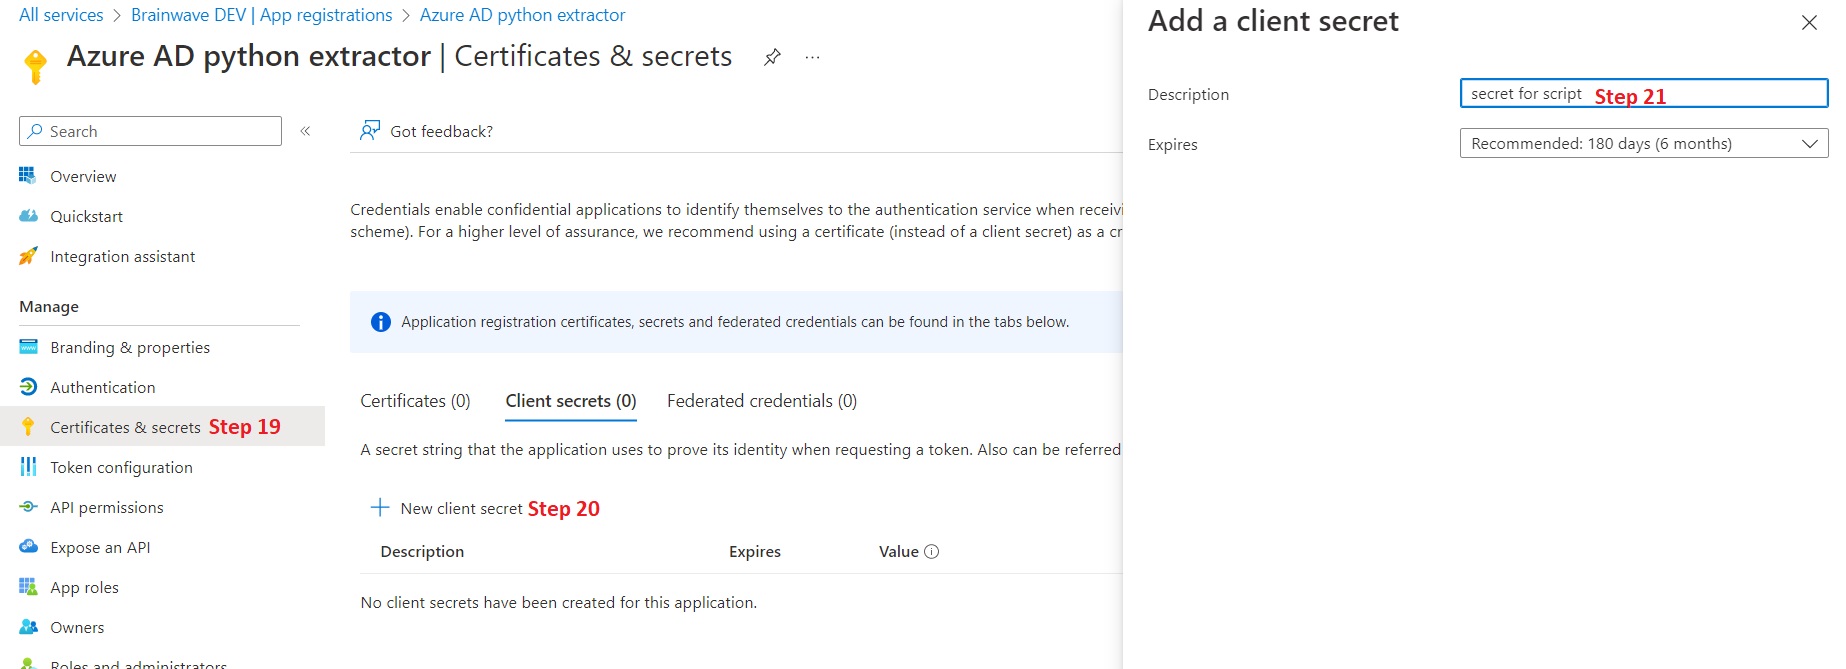 All services > Brainwave DEV | App registrations > Azure AD python extractor
Azure AD python extractor | Certificates & secrets
Search
Overview
Quickstart
Integration assistant
Manage
Branding & properties
Authentication
Certificates & secrets Step 19
Token configuration
API permissions
Expose an API
App roles
Owners
Roles and administrators
Got feedback?
Credentials enable confidential applications to identify themselves to the authentication service when receivi
scheme). For a higher level of assurance, we recommend using a certificate (instead of a client secret) as a cr
Application registration certificates, secrets and federated credentials can be found in the tabs below.
Certificates (0) Client secrets (0) Federated credentials (0)
A secret string that the application uses to prove its identity when requesting a token. Also can be referred
New client secret Step 20
Description Expires Value
No client secrets have been created for this application.
Add a client secret
Description secret for script Step 21
Expires Recommended: 180 days (6 months)